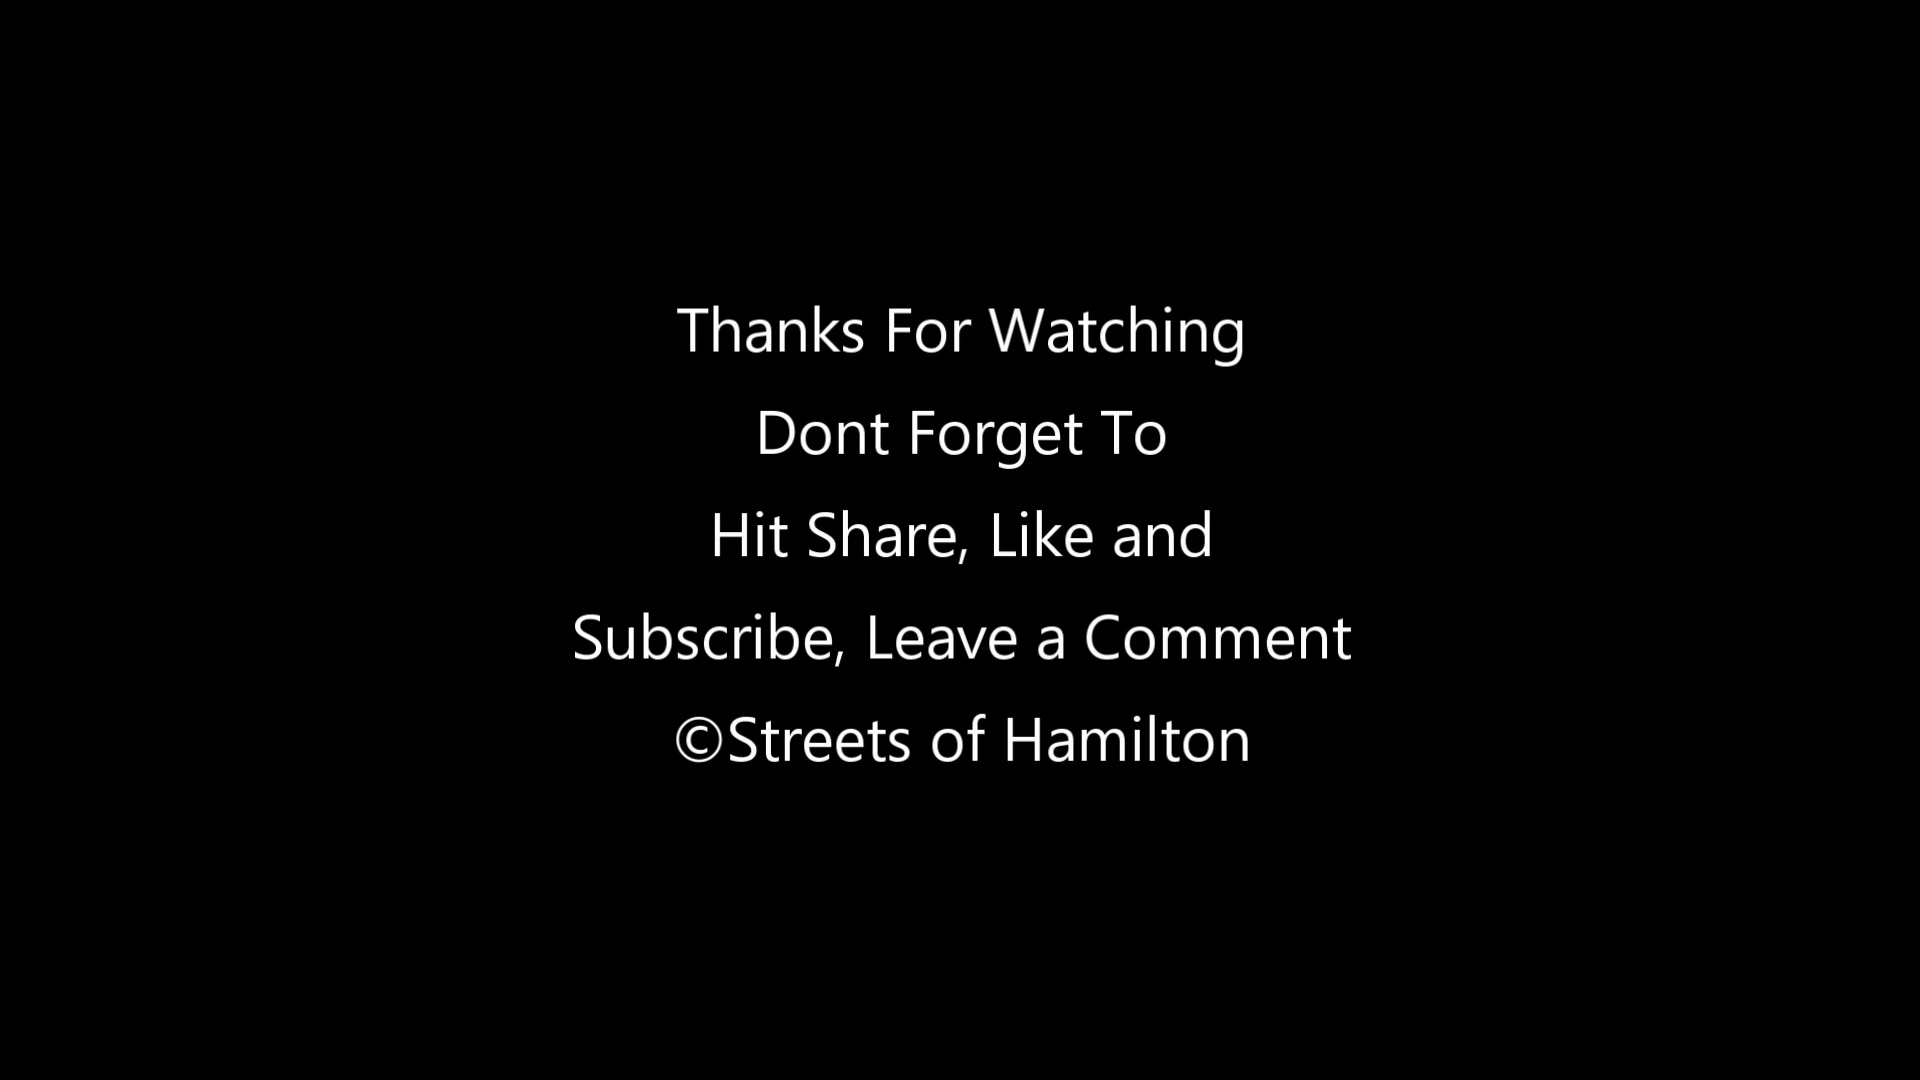 Thanks For Watching
Dont Forget To
Hit Share, Like and
Subscribe, Leave a Comment
©Streets of Hamilton